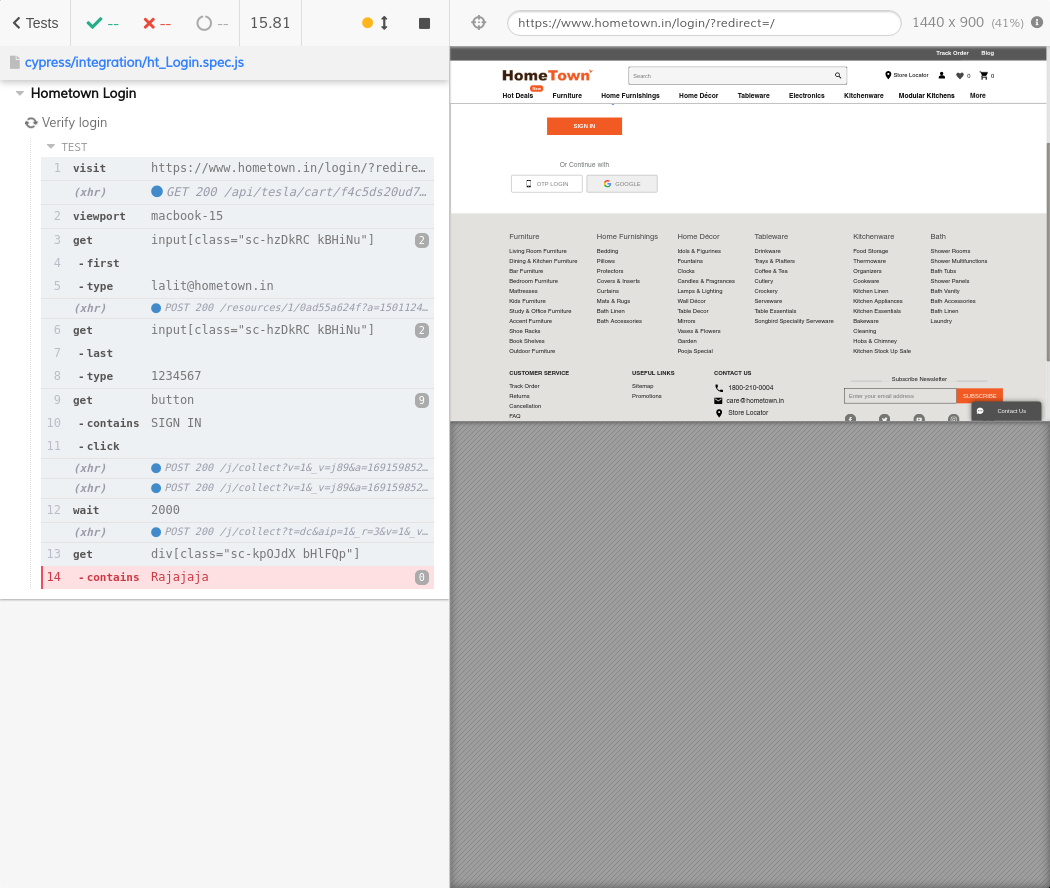 Tests
--
--
--
15.81
cypress/integration/ht_Login.spec.js
Hometown Login
Verify login
TEST
1 visit https://www.hometown.in/login/?redire…
(xhr) GET 200 /api/tesla/cart/f4c5ds20ud7…
2 viewport macbook-15
3 get input[class="sc-hzDkRC kBHiNu"] 2
4 -first
5 -type lalit@hometown.in
(xhr) POST 200 /resources/1/0ad55a624f?a=1501124…
6 get input[class="sc-hzDkRC kBHiNu"] 2
7 -last
8 -type 1234567
9 get button 9
10 -contains SIGN IN
11 -click
(xhr) POST 200 /j/collect?v=1&_v=j89&a=169159852…
(xhr) POST 200 /j/collect?v=1&_v=j89&a=169159852…
12 wait 2000
(xhr) POST 200 /j/collect?t=dc&aip=1&_r=3&v=1&_v…
13 get div[class="sc-kpOJdX bHlFQp"]
14 -contains Rajajaja 0
https://www.hometown.in/login/?redirect=/ 1440 x 900 (41%)
Track Order Blog
HomeTown Search Store Locator 0 0
New
Hot Deals Furniture Home Furnishings Home Décor Tableware Electronics Kitchenware Modular Kitchens More
SIGN IN
Or Continue with
OTP LOGIN GOOGLE
Furniture Home Furnishings Home Décor Tableware Kitchenware Bath
Living Room Furniture Bedding Idols & Figurines Drinkware Food Storage Shower Rooms
Dining & Kitchen Furniture Pillows Fountains Trays & Platters Thermoware Shower Multifunctions
Bar Furniture Protectors Clocks Coffee & Tea Organizers Bath Tubs
Bedroom Furniture Covers & Inserts Candles & Fragrances Cutlery Cookware Shower Panels
Mattresses Curtains Lamps & Lighting Crockery Kitchen Linen Bath Vanity
Kids Furniture Mats & Rugs Wall Décor Serveware Kitchen Appliances Bath Accessories
Study & Office Furniture Bath Linen Table Decor Table Essentials Kitchen Essentials Bath Linen
Accent Furniture Bath Accessories Mirrors Songbird Speciality Serveware Bakeware Laundry
Shoe Racks Vases & Flowers Cleaning
Book Shelves Garden Hobs & Chimney
Outdoor Furniture Pooja Special Kitchen Stock Up Sale
CUSTOMER SERVICE USEFUL LINKS CONTACT US
Track Order Sitemap 1800-210-0004 Subscribe Newsletter
Returns Promotions care@hometown.in Enter your email address SUBSCRIBE
Cancellation
FAQ Store Locator Contact Us